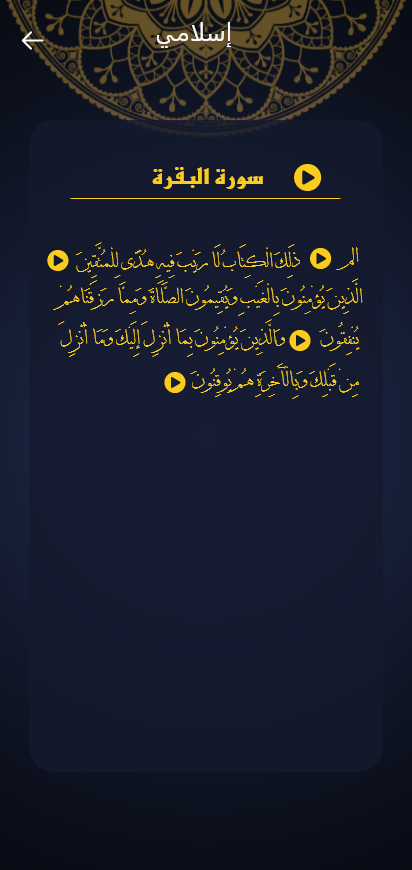 إسلامي
سورة البقرة
الم ذَٰلِكَ الْكِتَابُ لَا رَيْبَ فِيهِ هُدًى لِلْمُتَّقِينَ
الَّذِينَ يُؤْمِنُونَ بِالْغَيْبِ وَيُقِيمُونَ الصَّلَاةَ وَمِمَّا رَزَقْنَاهُمْ
يُنْفِقُونَ وَالَّذِينَ يُؤْمِنُونَ بِمَا أُنْزِلَ إِلَيْكَ وَمَا أُنْزِلَ
مِنْ قَبْلِكَ وَبِالْآخِرَةِ هُمْ يُوقِنُونَ